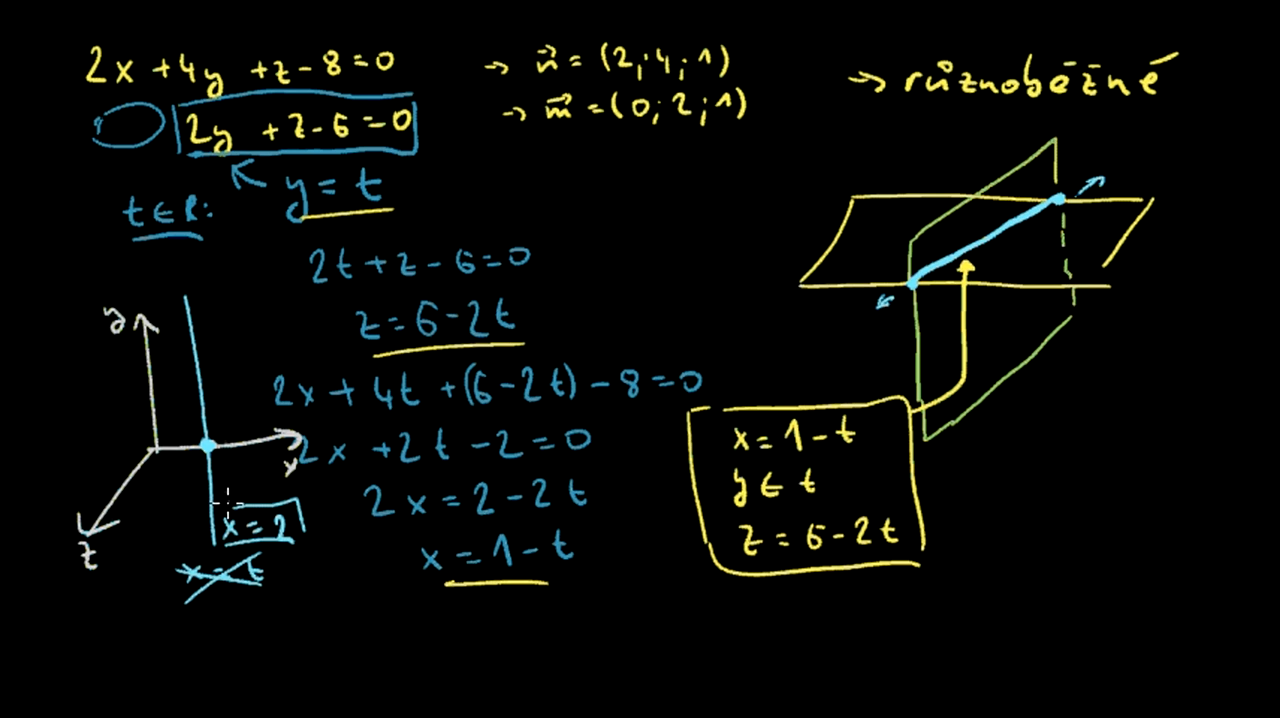 2x + 4y + z - 8 = 0 → n⃗ = (2; 4; 1) → různoběžné
2y + z - 6 = 0 → m⃗ = (0; 2; 1)
t ∈ R: y = t
2t + z - 6 = 0
z = 6 - 2t
2x + 4t + (6 - 2t) - 8 = 0
2x + 2t - 2 = 0
2x = 2 - 2t
x = 1 - t
y
x
z
x = 2
x = t
x = 1 - t
y ∈ t
z = 6 - 2t